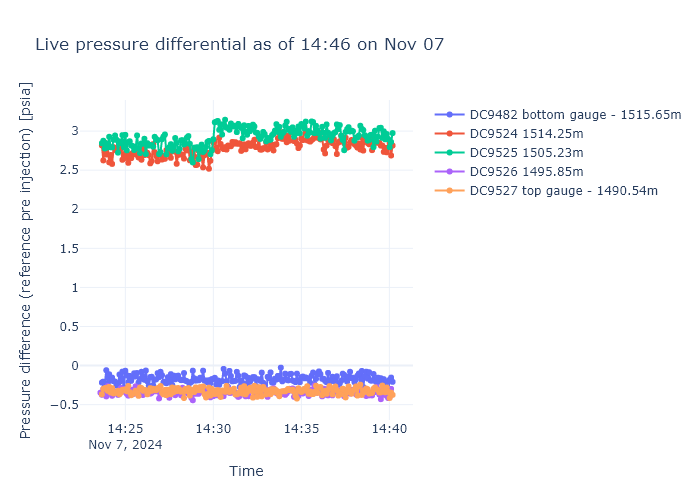 Live pressure differential as of 14:46 on Nov 07
Pressure difference (reference pre injection) [psia]
3
2.5
2
1.5
1
0.5
0
−0.5
14:25
Nov 7, 2024
14:30
14:35
14:40
Time
DC9482 bottom gauge - 1515.65m
DC9524 1514.25m
DC9525 1505.23m
DC9526 1495.85m
DC9527 top gauge - 1490.54m